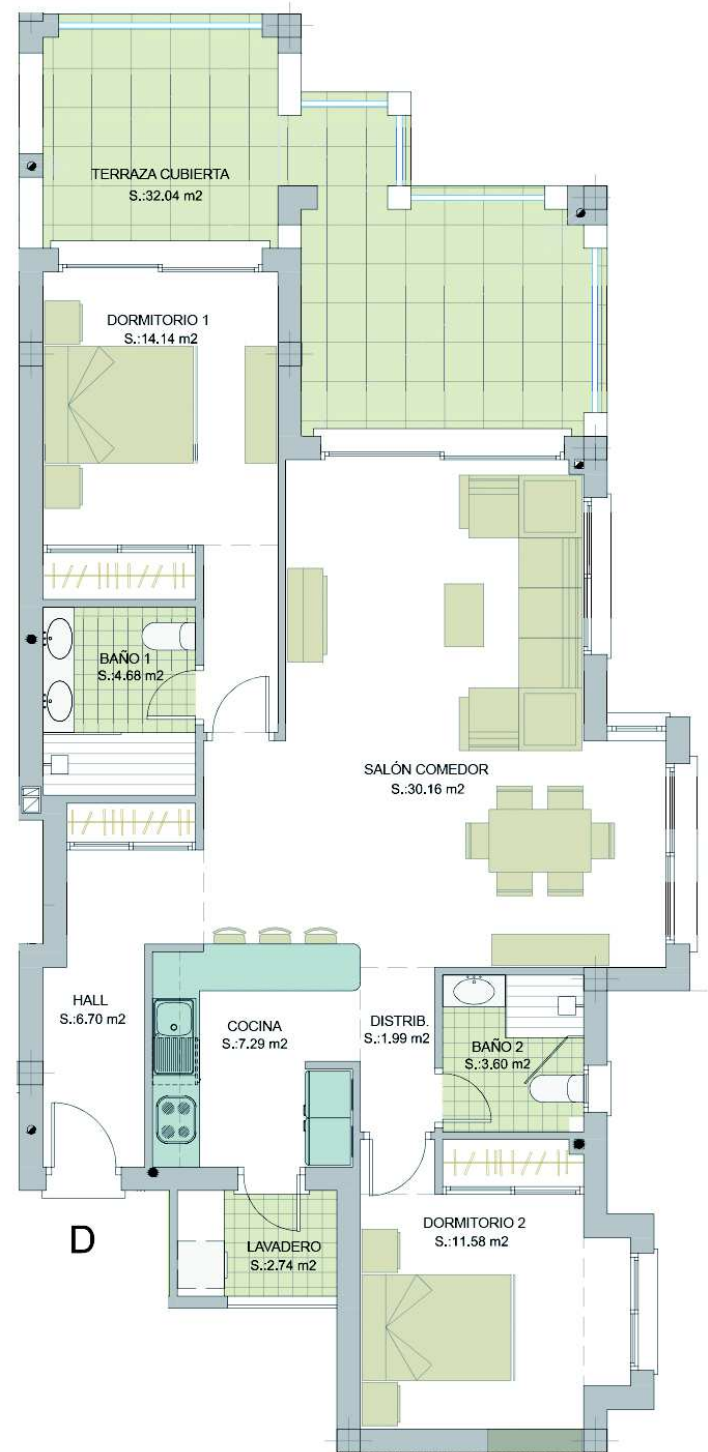 TERRAZA CUBIERTA
S.:32.04 m2
DORMITORIO 1
S.:14.14 m2
BAÑO 1
S.:4.68 m2
SALÓN COMEDOR
S.:30.16 m2
HALL
S.:6.70 m2
COCINA
S.:7.29 m2
DISTRIB.
S.:1.99 m2
BAÑO 2
S.:3.60 m2
D
LAVADERO
S.:2.74 m2
DORMITORIO 2
S.:11.58 m2